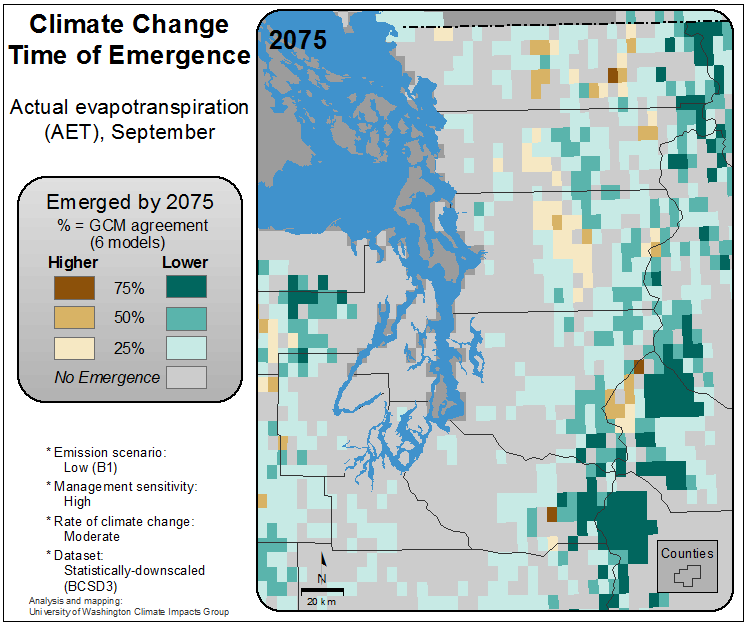 Climate Change
Time of Emergence
Actual evapotranspiration
(AET), September
Emerged by 2075
% = GCM agreement
(6 models)
Higher Lower
75%
50%
25%
No Emergence
* Emission scenario:
Low (B1)
* Management sensitivity:
High
* Rate of climate change:
Moderate
* Dataset:
Statistically-downscaled
(BCSD3)
Analysis and mapping:
University of Washington Climate Impacts Group
2075
N
20 km
Counties